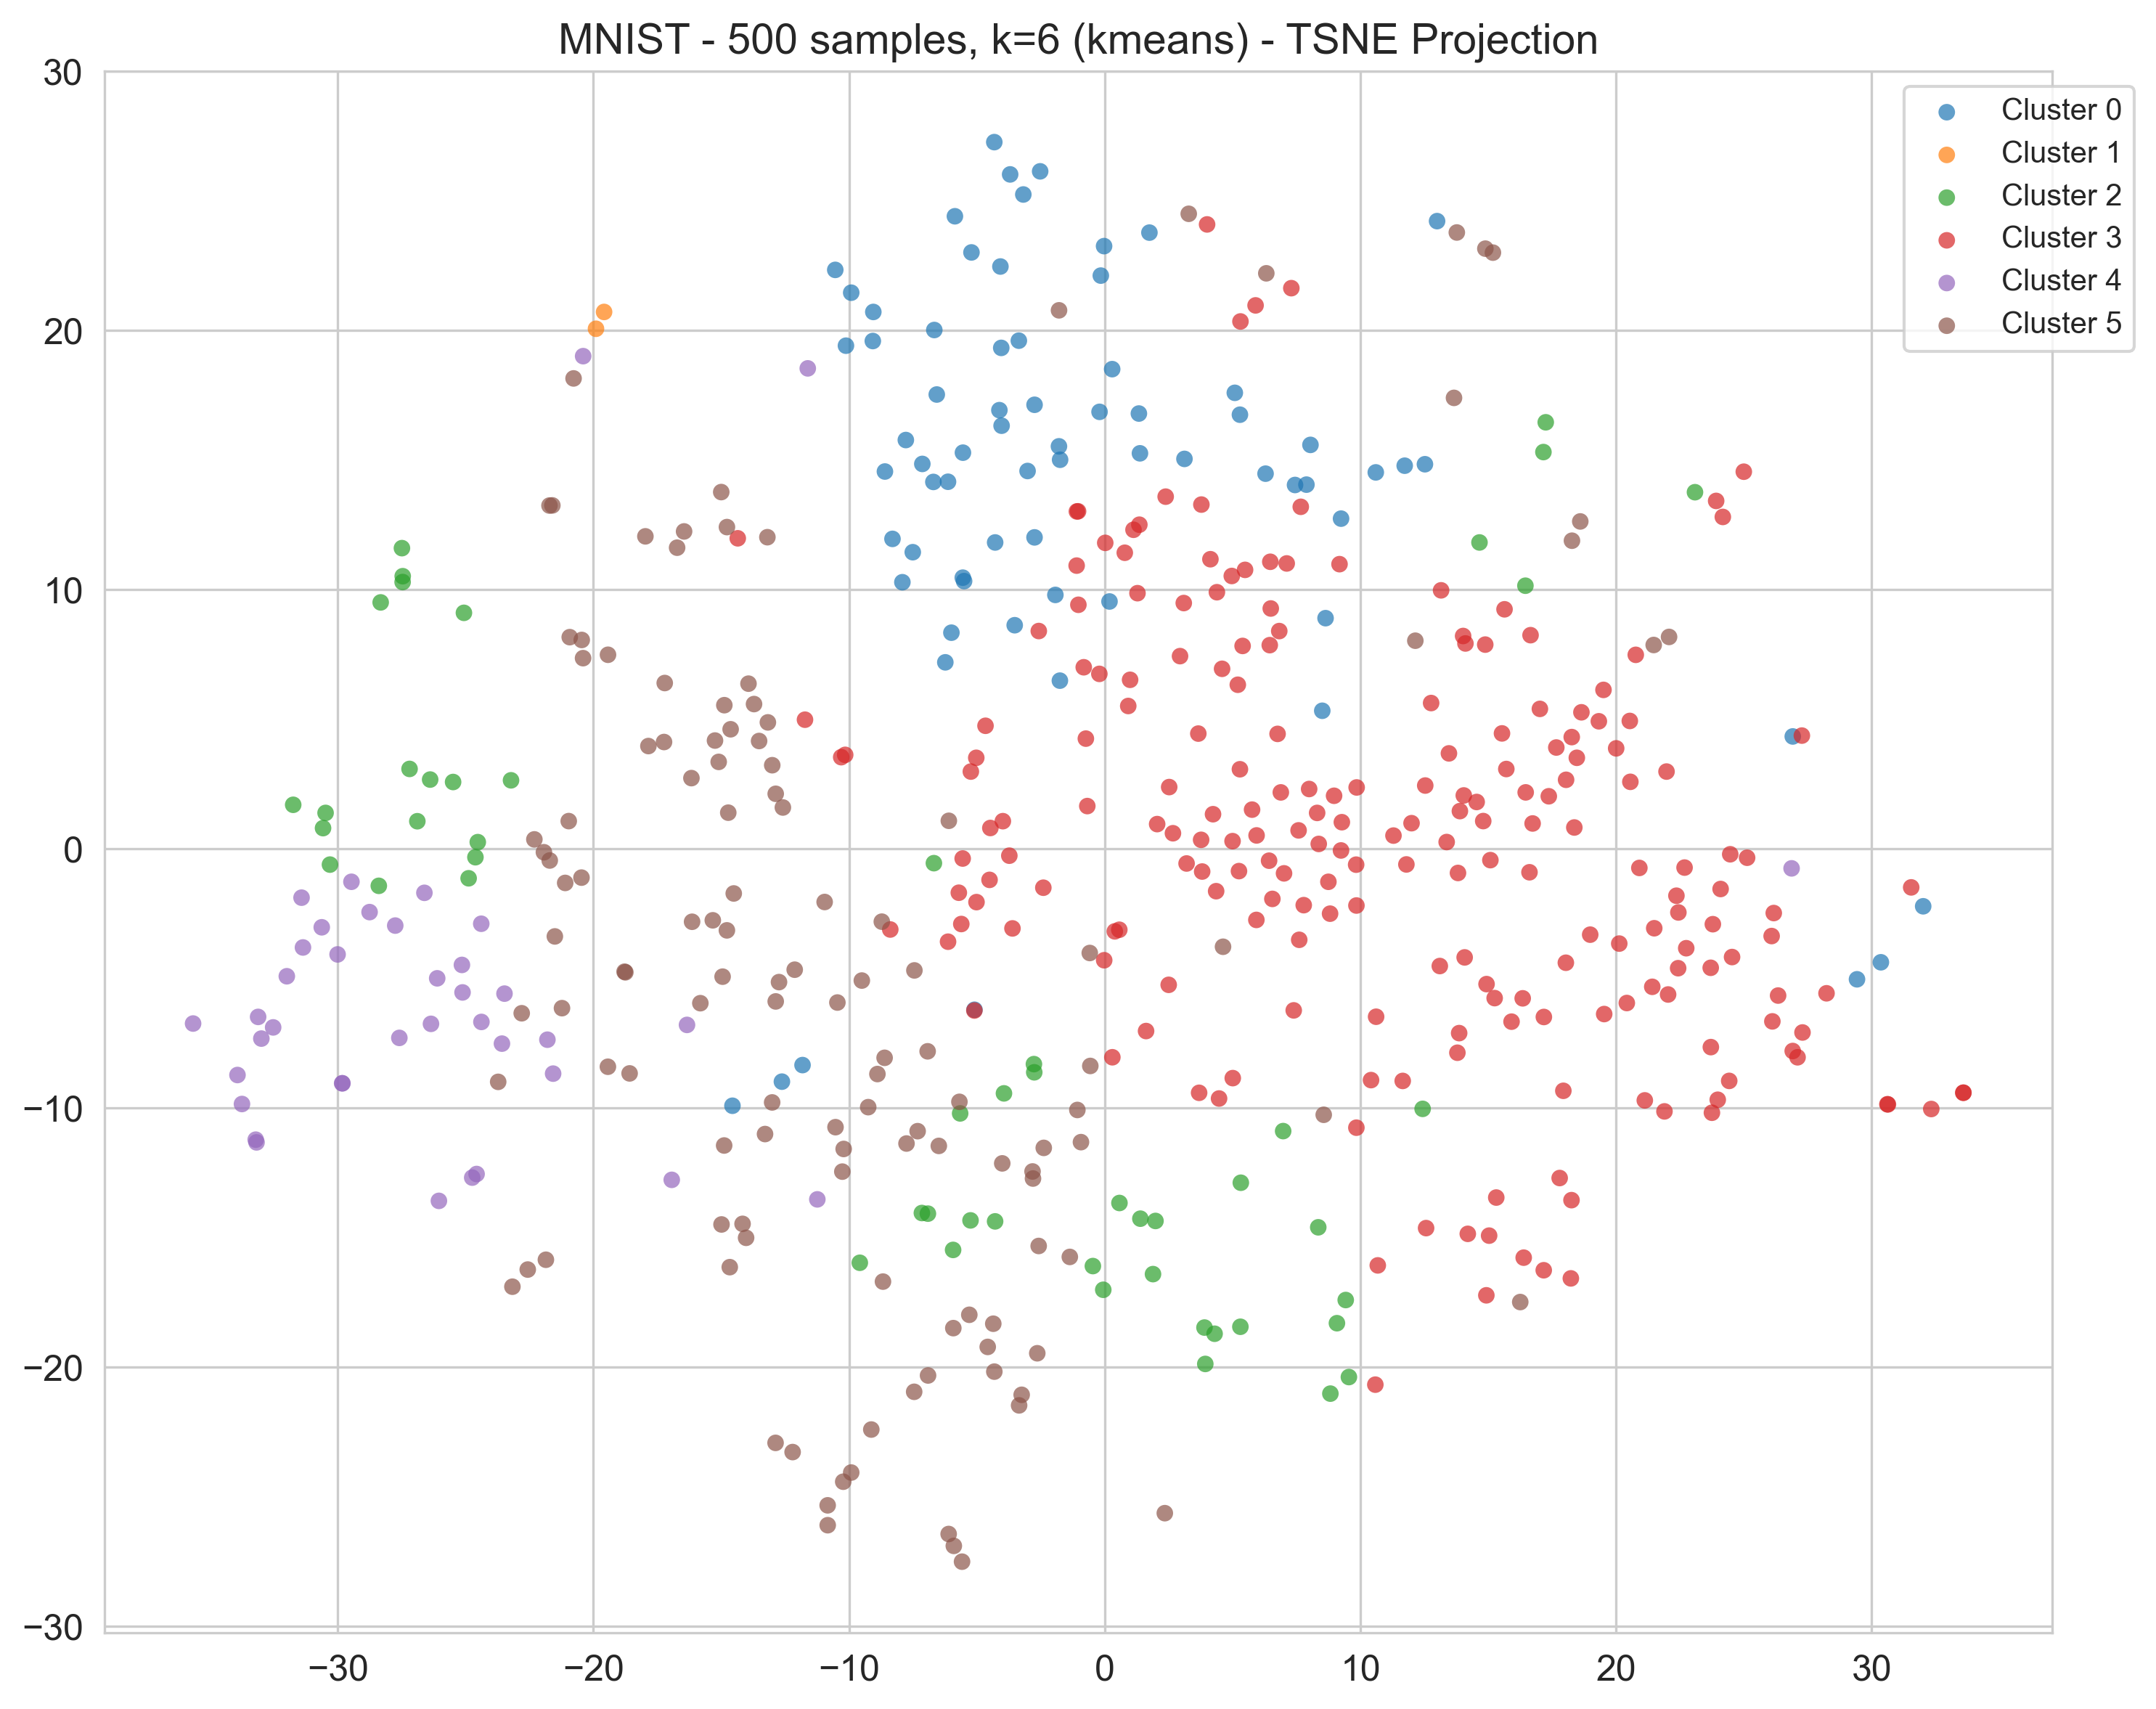 MNIST - 500 samples, k=6 (kmeans) - TSNE Projection
30
20
10
0
−10
−20
−30
−30
−20
−10
0
10
20
30
Cluster 0
Cluster 1
Cluster 2
Cluster 3
Cluster 4
Cluster 5